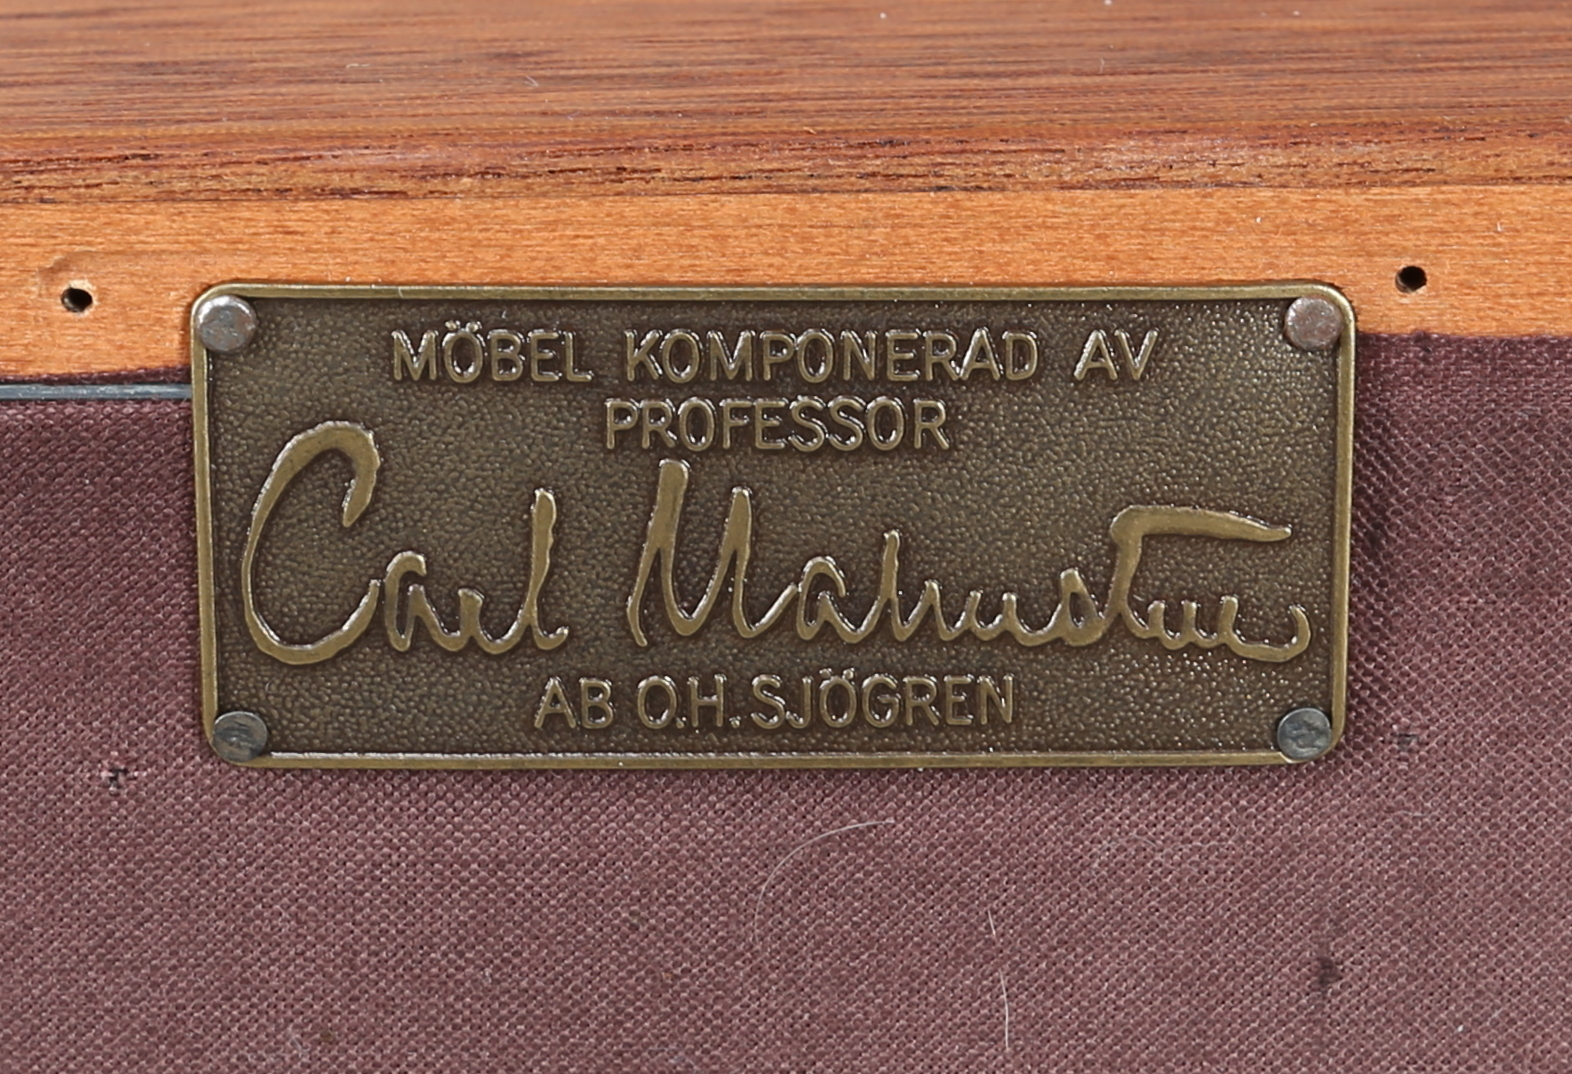 MÖBEL KOMPONERAD AV
PROFESSOR
Carl Malmsten
AB O.H. SJÖGREN